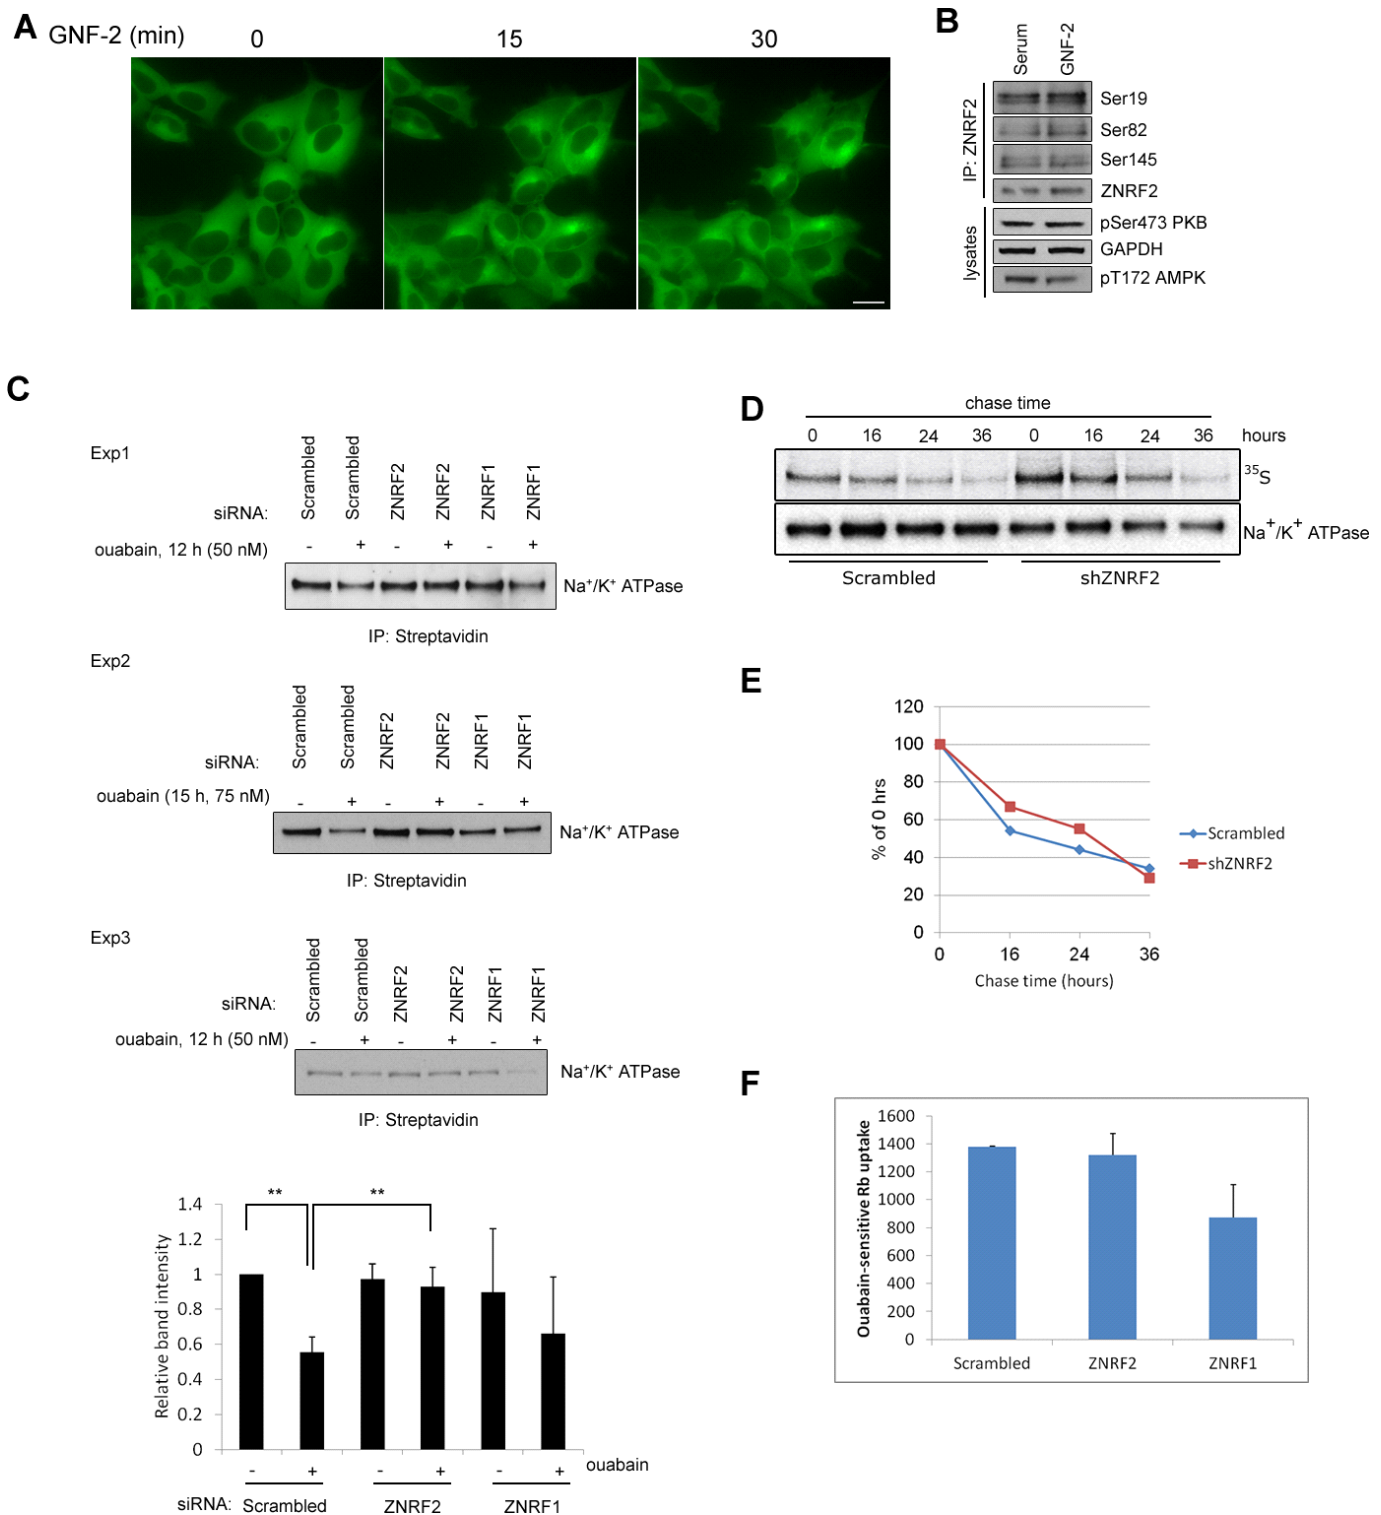 A
GNF-2 (min)
0
15
30
B
Serum
GNF-2
IP: ZNRF2
Ser19
Ser82
Ser145
ZNRF2
lysates
pSer473 PKB
GAPDH
pT172 AMPK
C
Exp1
siRNA:
Scrambled
Scrambled
ZNRF2
ZNRF2
ZNRF1
ZNRF1
ouabain, 12 h (50 nM)
- + - + - +
Na⁺/K⁺ ATPase
IP: Streptavidin
Exp2
siRNA:
Scrambled
Scrambled
ZNRF2
ZNRF2
ZNRF1
ZNRF1
ouabain (15 h, 75 nM)
- + - + - +
Na⁺/K⁺ ATPase
IP: Streptavidin
Exp3
siRNA:
Scrambled
Scrambled
ZNRF2
ZNRF2
ZNRF1
ZNRF1
ouabain, 12 h (50 nM)
- + - + - +
Na⁺/K⁺ ATPase
IP: Streptavidin
Relative band intensity
1.4
1.2
1
0.8
0.6
0.4
0.2
0
** **
- + - + - + ouabain
siRNA: Scrambled ZNRF2 ZNRF1
D
chase time
0 16 24 36 0 16 24 36 hours
³⁵S
Na⁺/K⁺ ATPase
Scrambled shZNRF2
E
% of 0 hrs
120
100
80
60
40
20
0
0 16 24 36
Chase time (hours)
Scrambled
shZNRF2
F
Ouabain-sensitive Rb uptake
1600
1400
1200
1000
800
600
400
200
0
Scrambled ZNRF2 ZNRF1